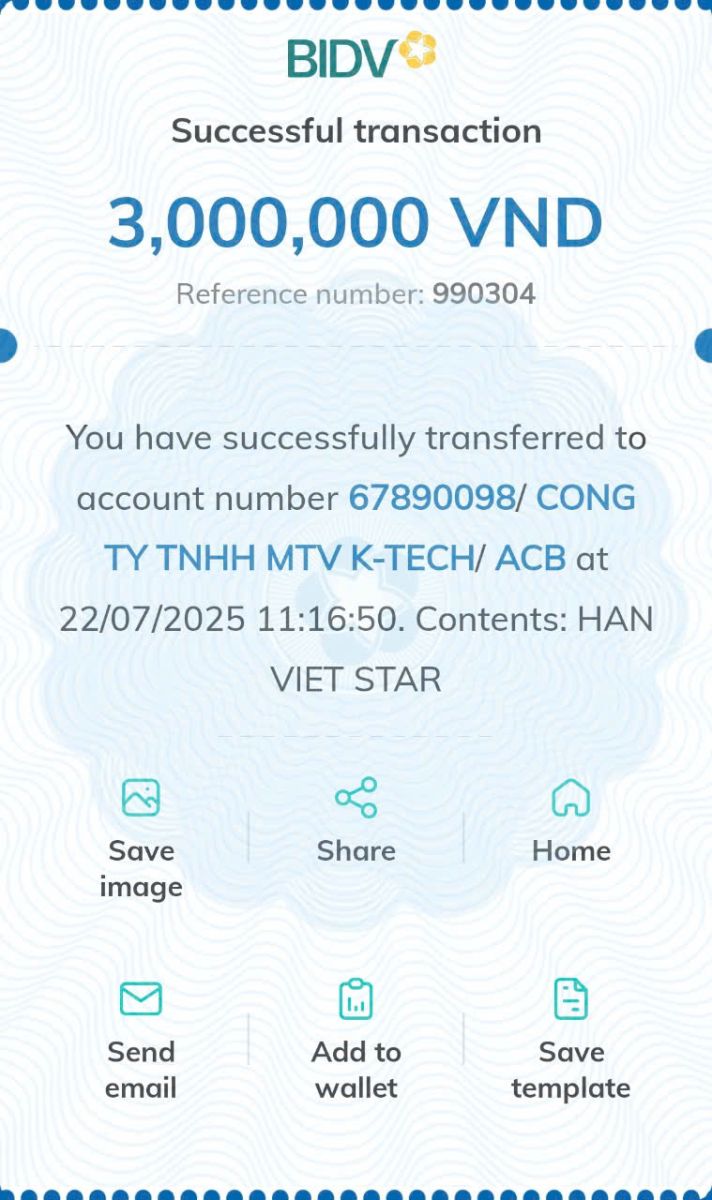 BIDV
Successful transaction
3,000,000 VND
Reference number: 990304
You have successfully transferred to
account number 67890098/ CONG
TY TNHH MTV K-TECH/ ACB at
22/07/2025 11:16:50. Contents: HAN
VIET STAR
Save
image
Share
Home
Send
email
Add to
wallet
Save
template